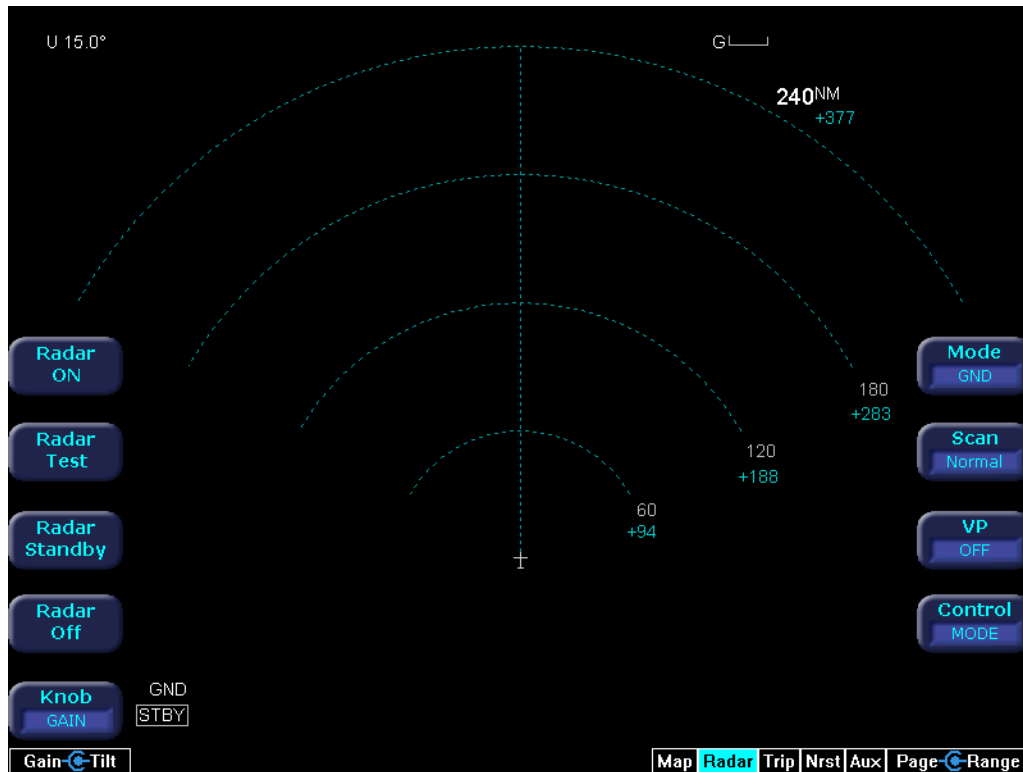 U 15.0°
G
240NM
+377
Radar
ON
Mode
GND
180
+283
Radar
Test
Scan
Normal
120
+188
60
+94
Radar
Standby
VP
OFF
Radar
Off
Control
MODE
Knob
GAIN
GND
STBY
Gain Tilt
Map Radar Trip Nrst Aux Page Range